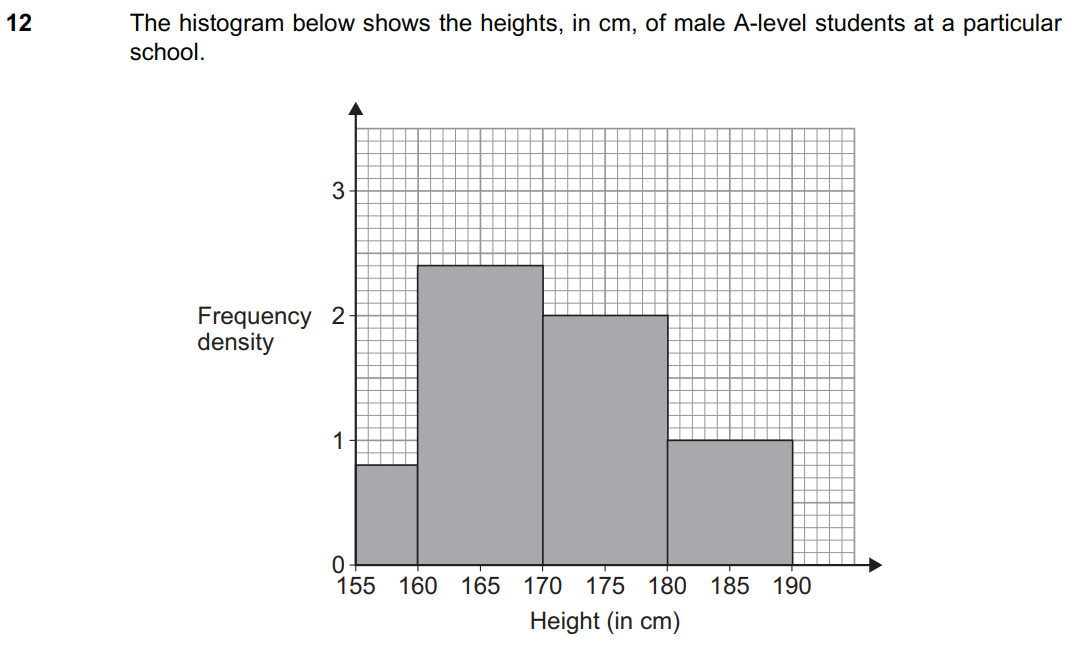 12 The histogram below shows the heights, in cm, of male A-level students at a particular
school.
3
Frequency 2
density
1
0
155 160 165 170 175 180 185 190
Height (in cm)